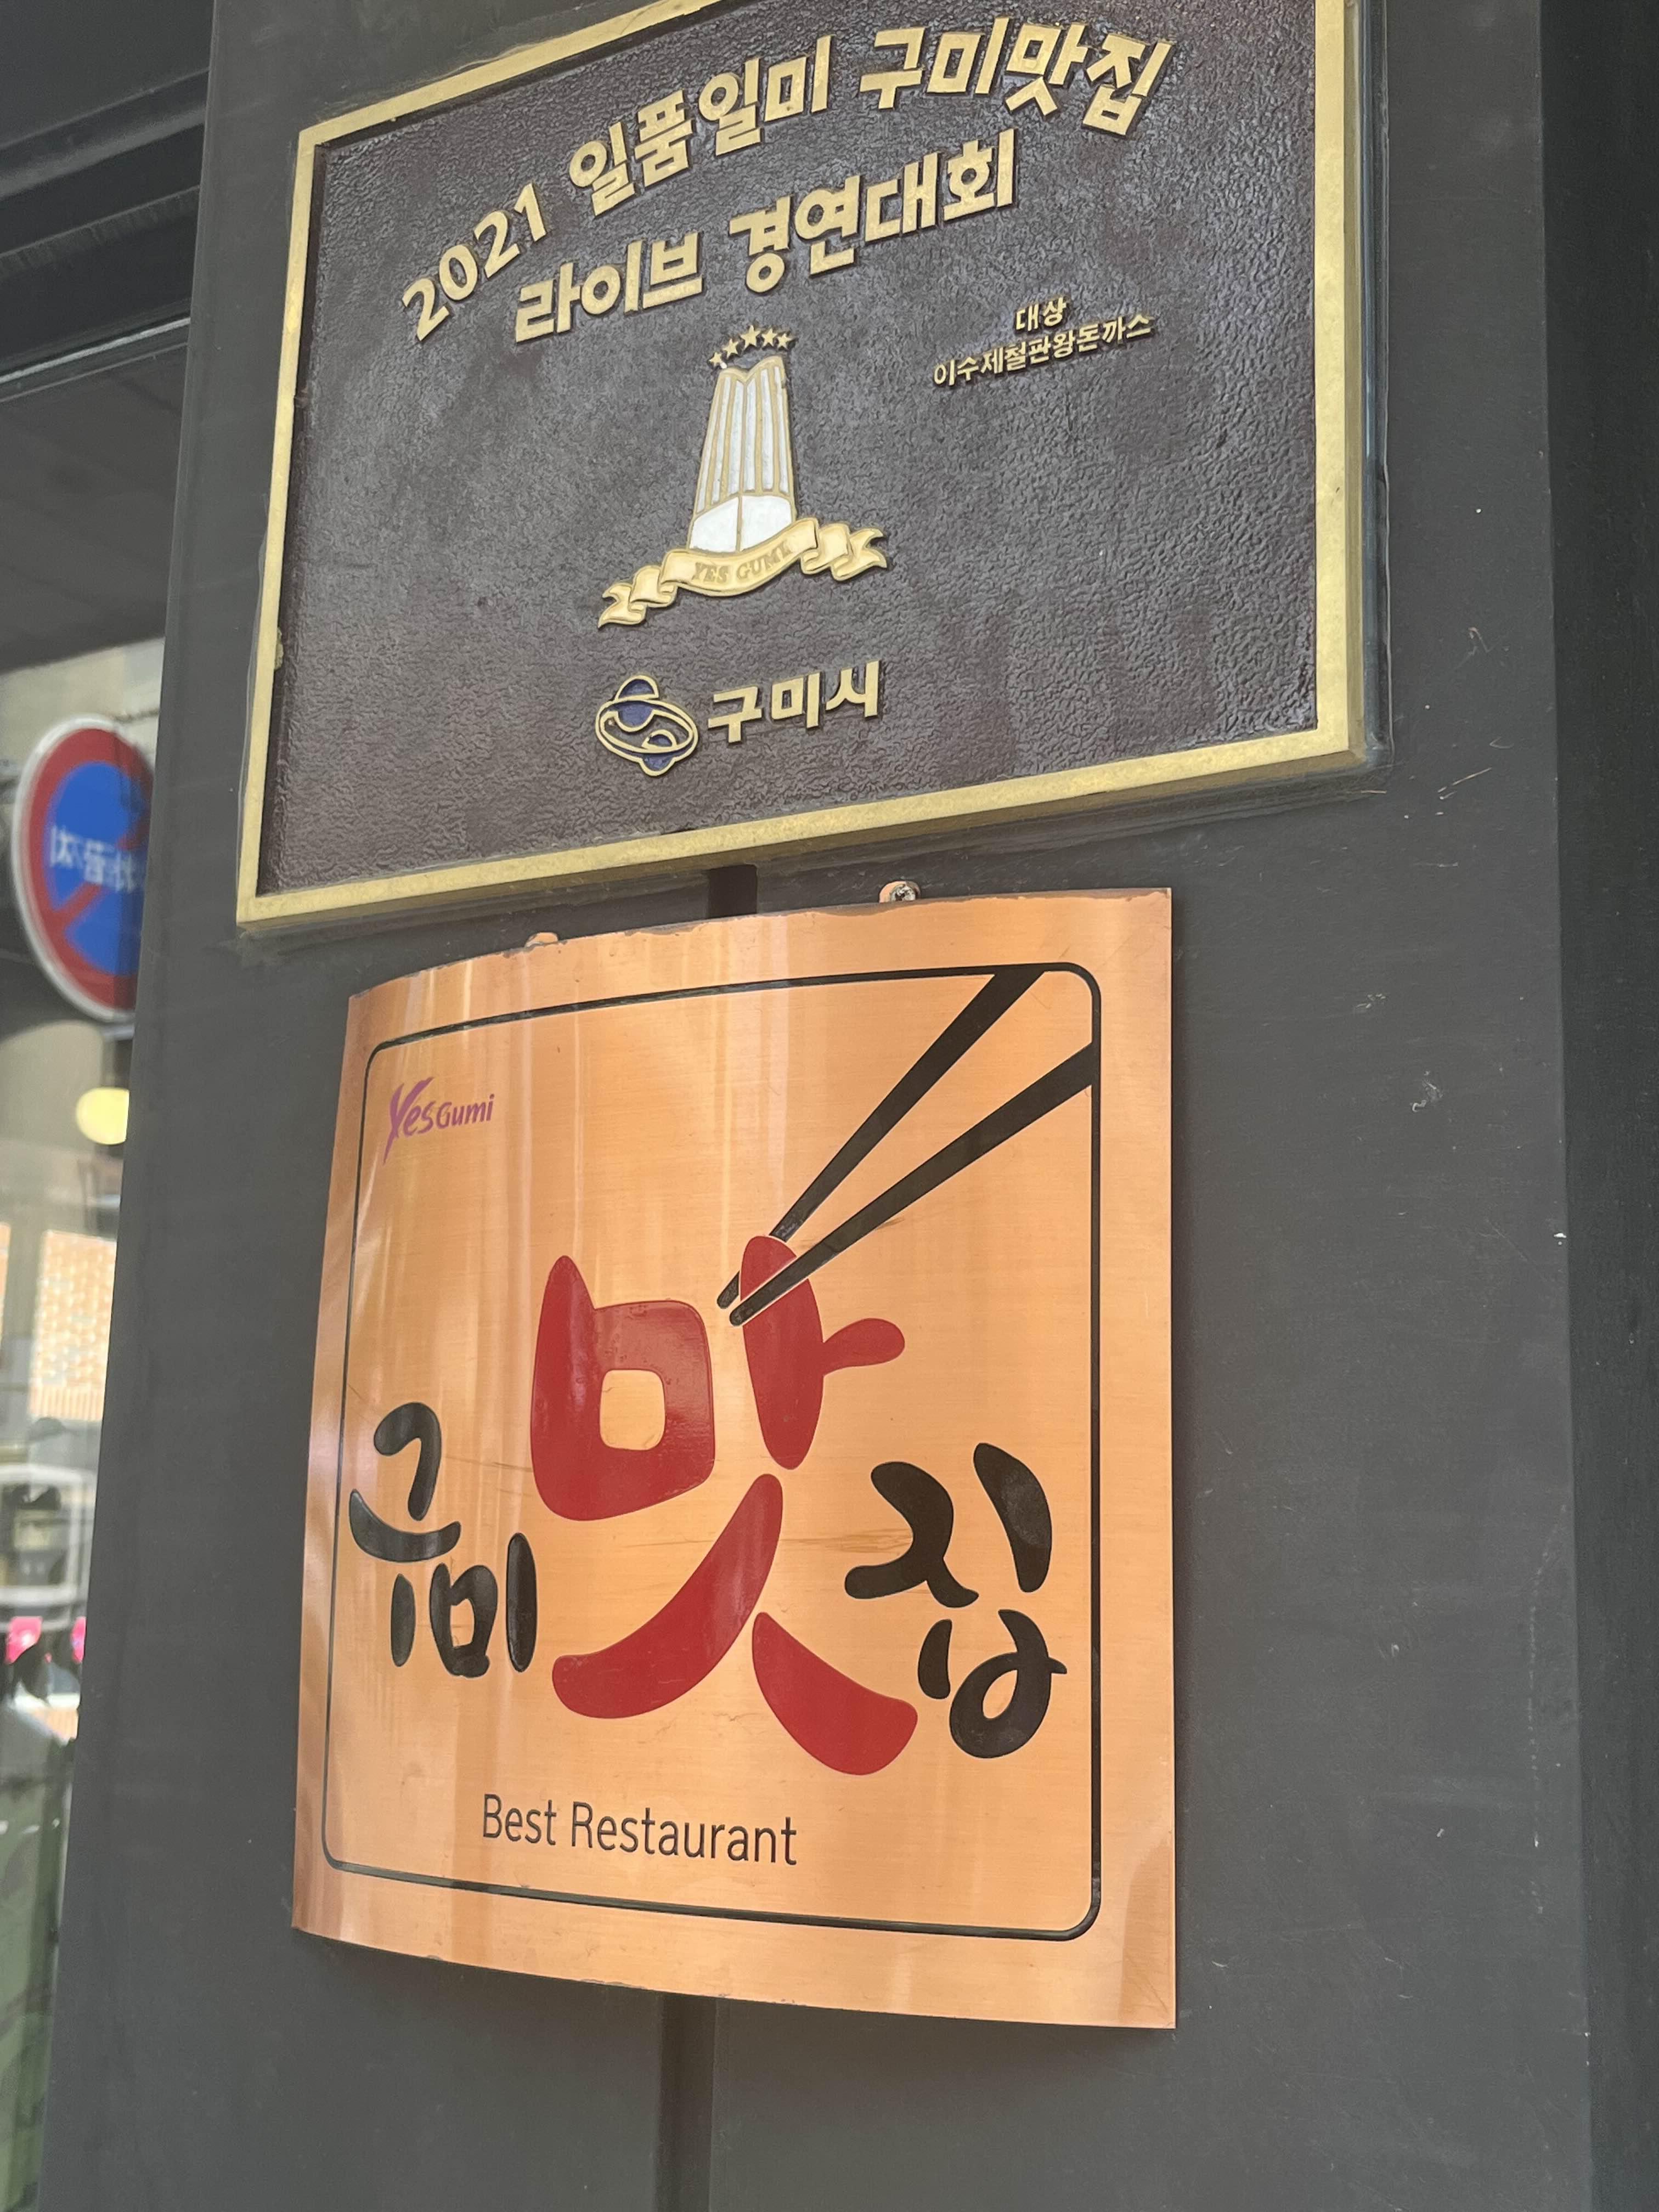 2021 일품일미 구미맛집
라이브 경연대회
대상
이수제철판왕돈까스
YES GUMI
구미시
Yes Gumi
구미 맛집
Best Restaurant